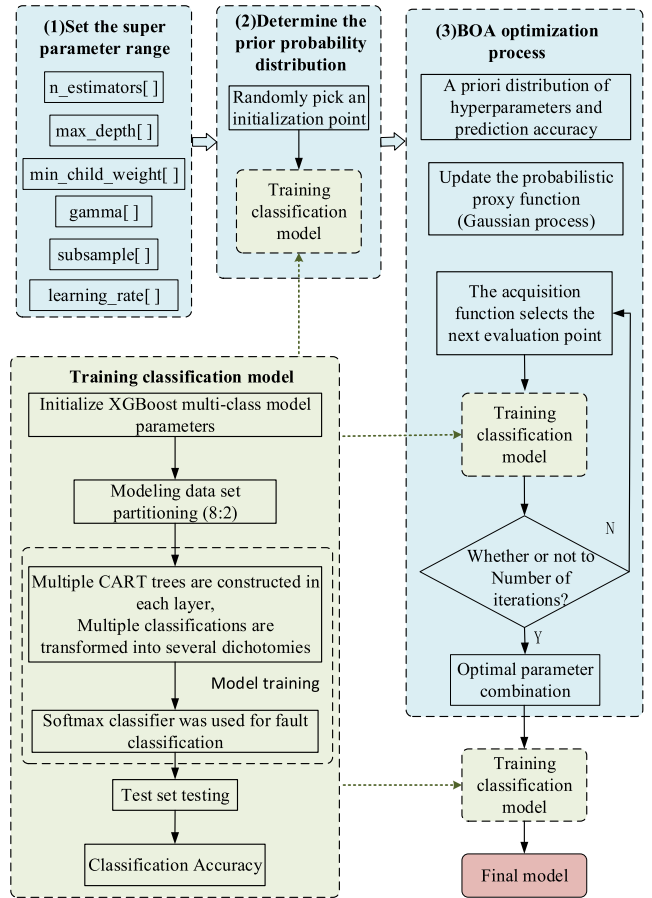 (1)Set the super
parameter range
n_estimators[ ]
max_depth[ ]
min_child_weight[ ]
gamma[ ]
subsample[ ]
learning_rate[ ]
(2)Determine the
prior probability
distribution
Randomly pick an
initialization point
Training
classification
model
(3)BOA optimization
process
A priori distribution of
hyperparameters and
prediction accuracy
Update the probabilistic
proxy function
(Gaussian process)
The acquisition
function selects the
next evaluation point
Training
classification
model
N
Whether or not to
Number of
iterations?
Y
Optimal parameter
combination
Training
classification
model
Final model
Training classification model
Initialize XGBoost multi-class model
parameters
Modeling data set
partitioning (8:2)
Multiple CART trees are constructed in
each layer,
Multiple classifications are
transformed into several dichotomies
Model training
Softmax classifier was used for fault
classification
Test set testing
Classification Accuracy